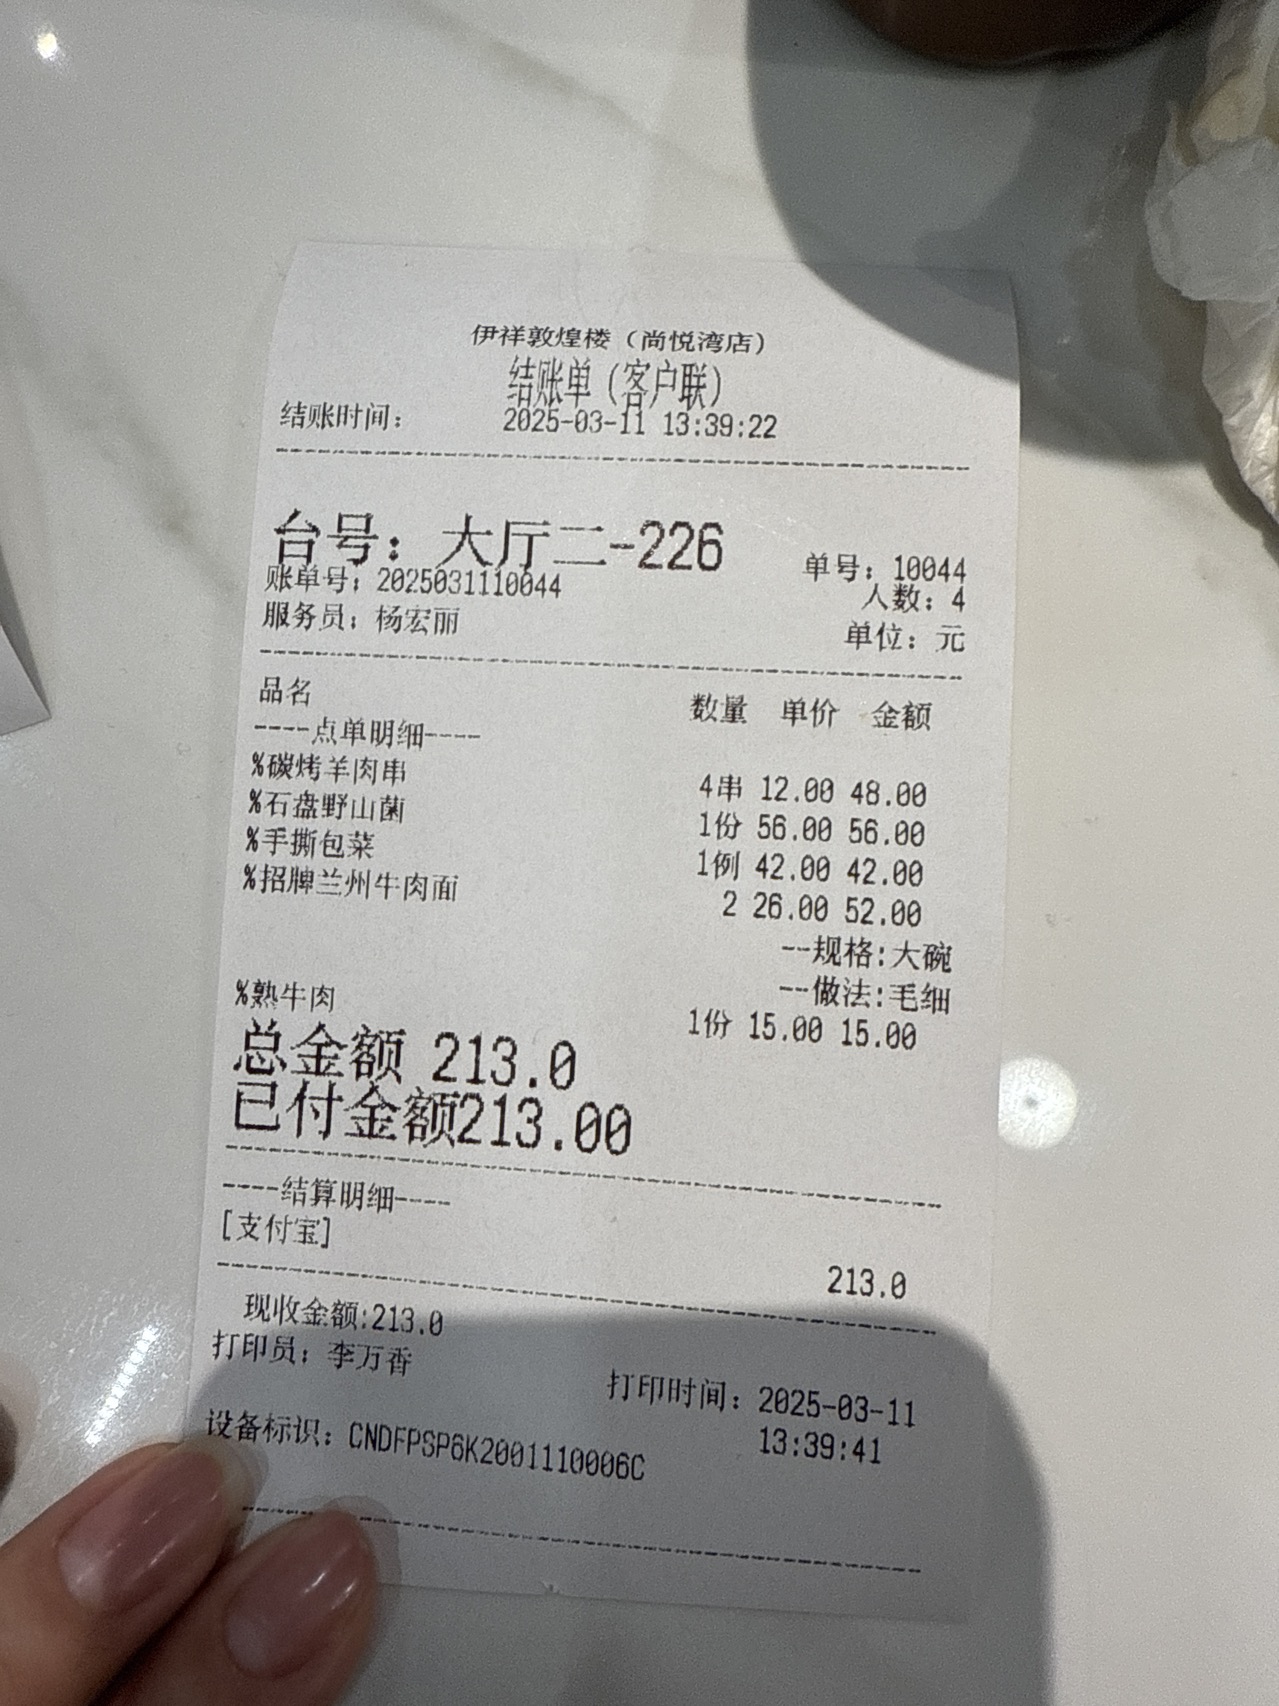 伊祥敦煌楼（尚悦湾店）
结账单（客户联）
结账时间： 2025-03-11 13:39:22
台号：大厅二-226
单号：10044
账单号：2025031110044
人数：4
服务员：杨宏丽
单位：元
品名 数量 单价 金额
----点单明细----
%碳烤羊肉串
4串 12.00 48.00
%石盘野山菌
1份 56.00 56.00
%手撕包菜
1例 42.00 42.00
%招牌兰州牛肉面
2 26.00 52.00
--规格:大碗
--做法:毛细
%熟牛肉
1份 15.00 15.00
总金额 213.0
已付金额213.00
----结算明细----
[支付宝]
213.0
现收金额:213.0
打印员：李万香
打印时间：2025-03-11
13:39:41
设备标识：CNDFPSP6K2001110006C